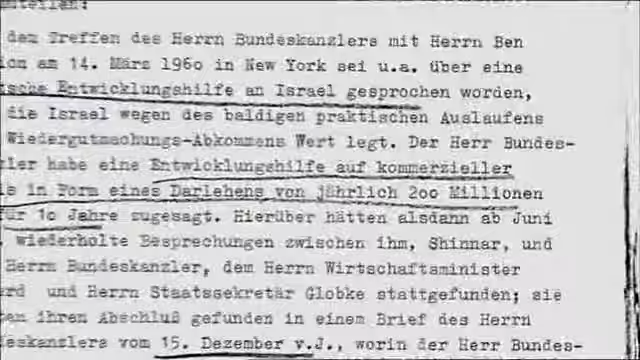 mitteilen:
dem Treffen des Herrn Bundeskanzlers mit Herrn Ben
ion am 14. März 1960 in New York sei u.a. über eine
ische Entwicklungshilfe an Israel gesprochen worden,
die Israel wegen des baldigen praktischen Auslaufens
Wiedergutmachungs-Abkommens Wert legt. Der Herr Bundes-
zler habe eine Entwicklungshilfe auf kommerzieller
s in Form eines Darlehens von jährlich 200 Millionen
für 10 Jahre zugesagt. Hierüber hätten alsdann ab Juni
wiederholte Besprechungen zwischen ihm, Shinnar, und
Herrn Bundeskanzler, dem Herrn Wirtschaftsminister
rd und Herrn Staatssekretär Globke stattgefunden; sie
en ihren Abschluß gefunden in einem Brief des Herrn
eskanzlers vom 15. Dezember v.J., worin der Herr Bundes-